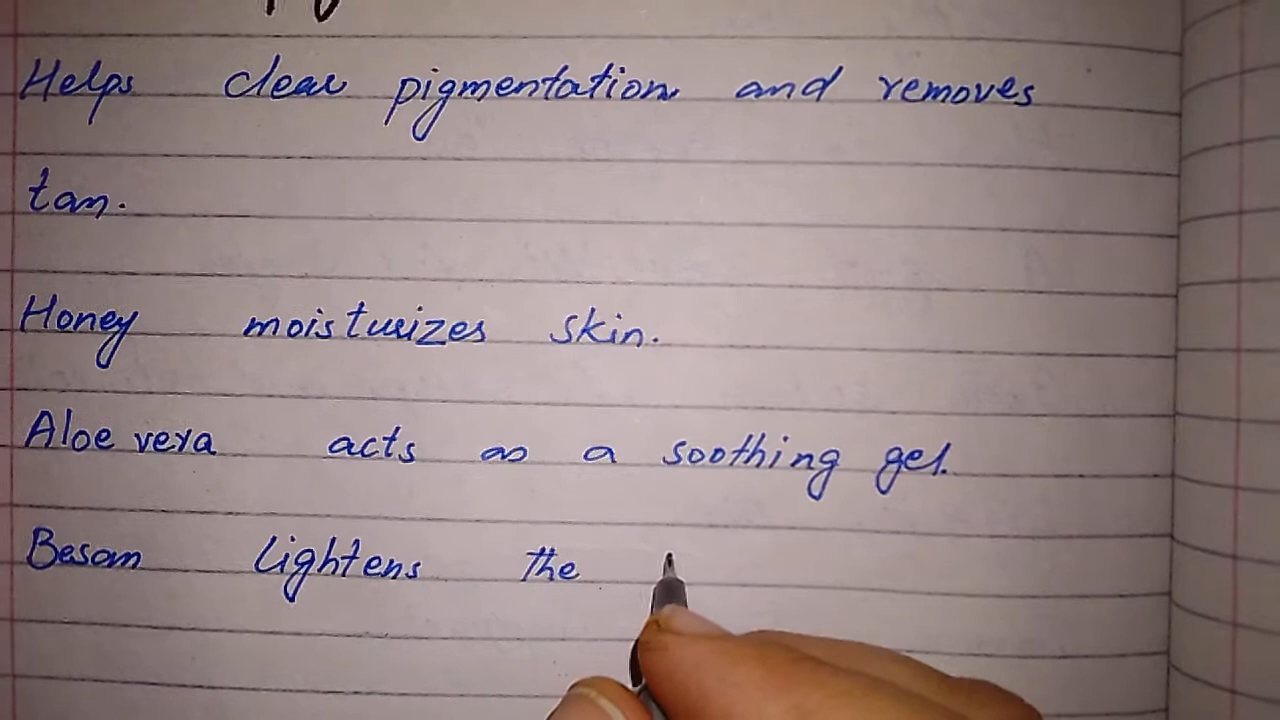 Helps clear pigmentation and removes
tan.
Honey moisturizes skin.
Aloe vera acts as a soothing gel.
Besan lightens the